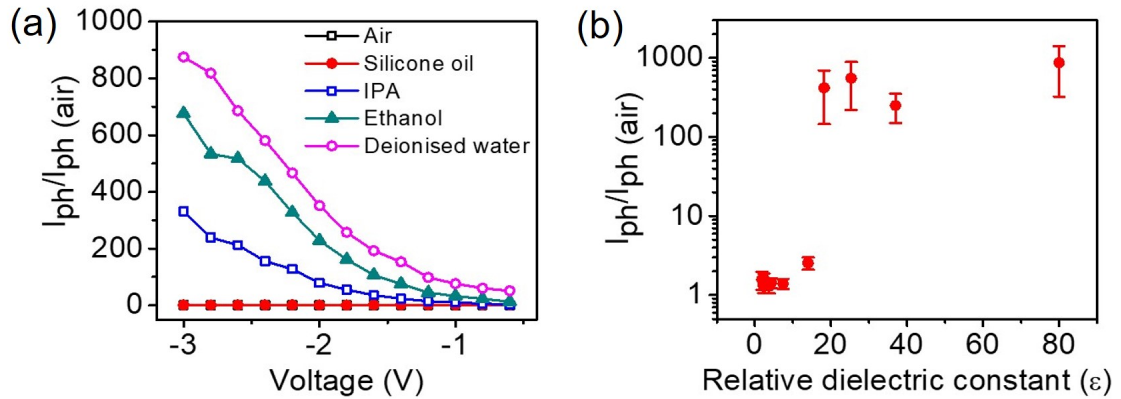 (a)
Iph/Iph (air)
1000
800
600
400
200
0
-3
-2
-1
Voltage (V)
Air
Silicone oil
IPA
Ethanol
Deionised water
(b)
Iph/Iph (air)
1000
100
10
1
0
20
40
60
80
Relative dielectric constant (ε)